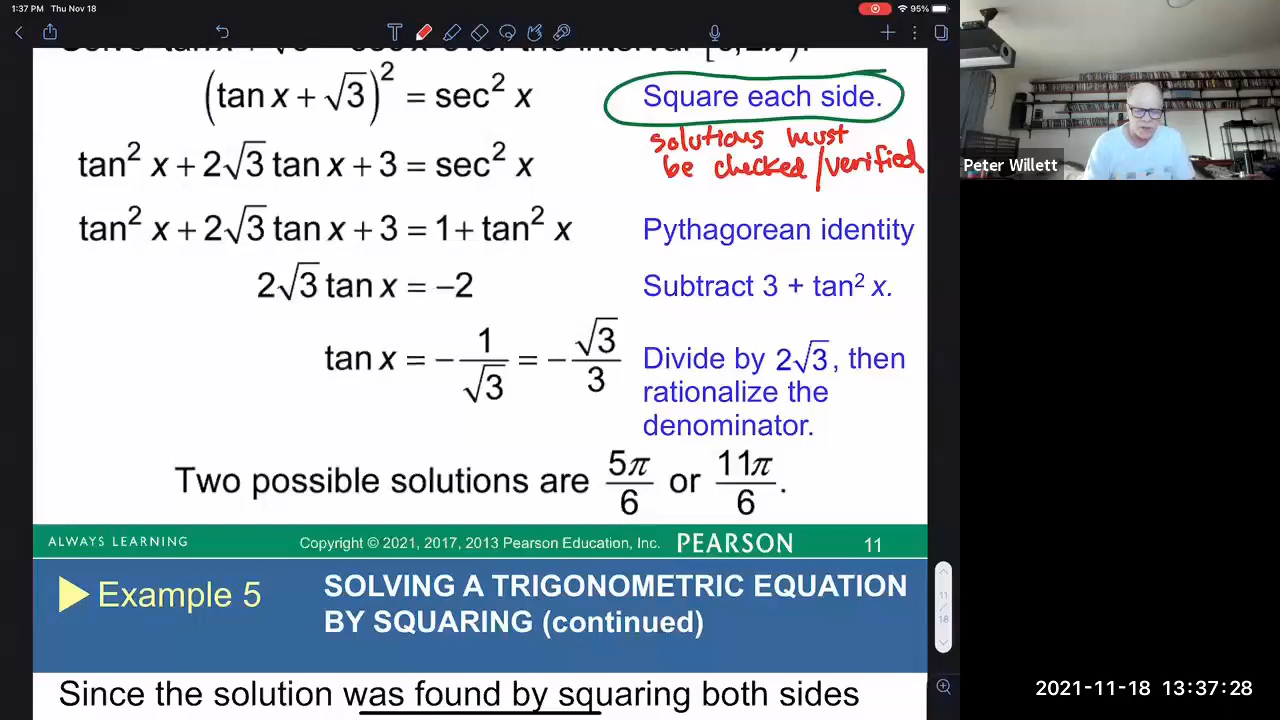 1:37 PM Thu Nov 18
95%
(tan x + √3)² = sec² x
Square each side.
solutions must
be checked/verified
tan² x + 2√3 tan x + 3 = sec² x
tan² x + 2√3 tan x + 3 = 1 + tan² x
Pythagorean identity
2√3 tan x = −2
Subtract 3 + tan² x.
tan x = − 1/√3 = − √3/3
Divide by 2√3, then
rationalize the
denominator.
Two possible solutions are 5π/6 or 11π/6.
ALWAYS LEARNING
Copyright © 2021, 2017, 2013 Pearson Education, Inc.
PEARSON
11
Example 5
SOLVING A TRIGONOMETRIC EQUATION
BY SQUARING (continued)
Since the solution was found by squaring both sides
11
18
Peter Willett
2021-11-18 13:37:28